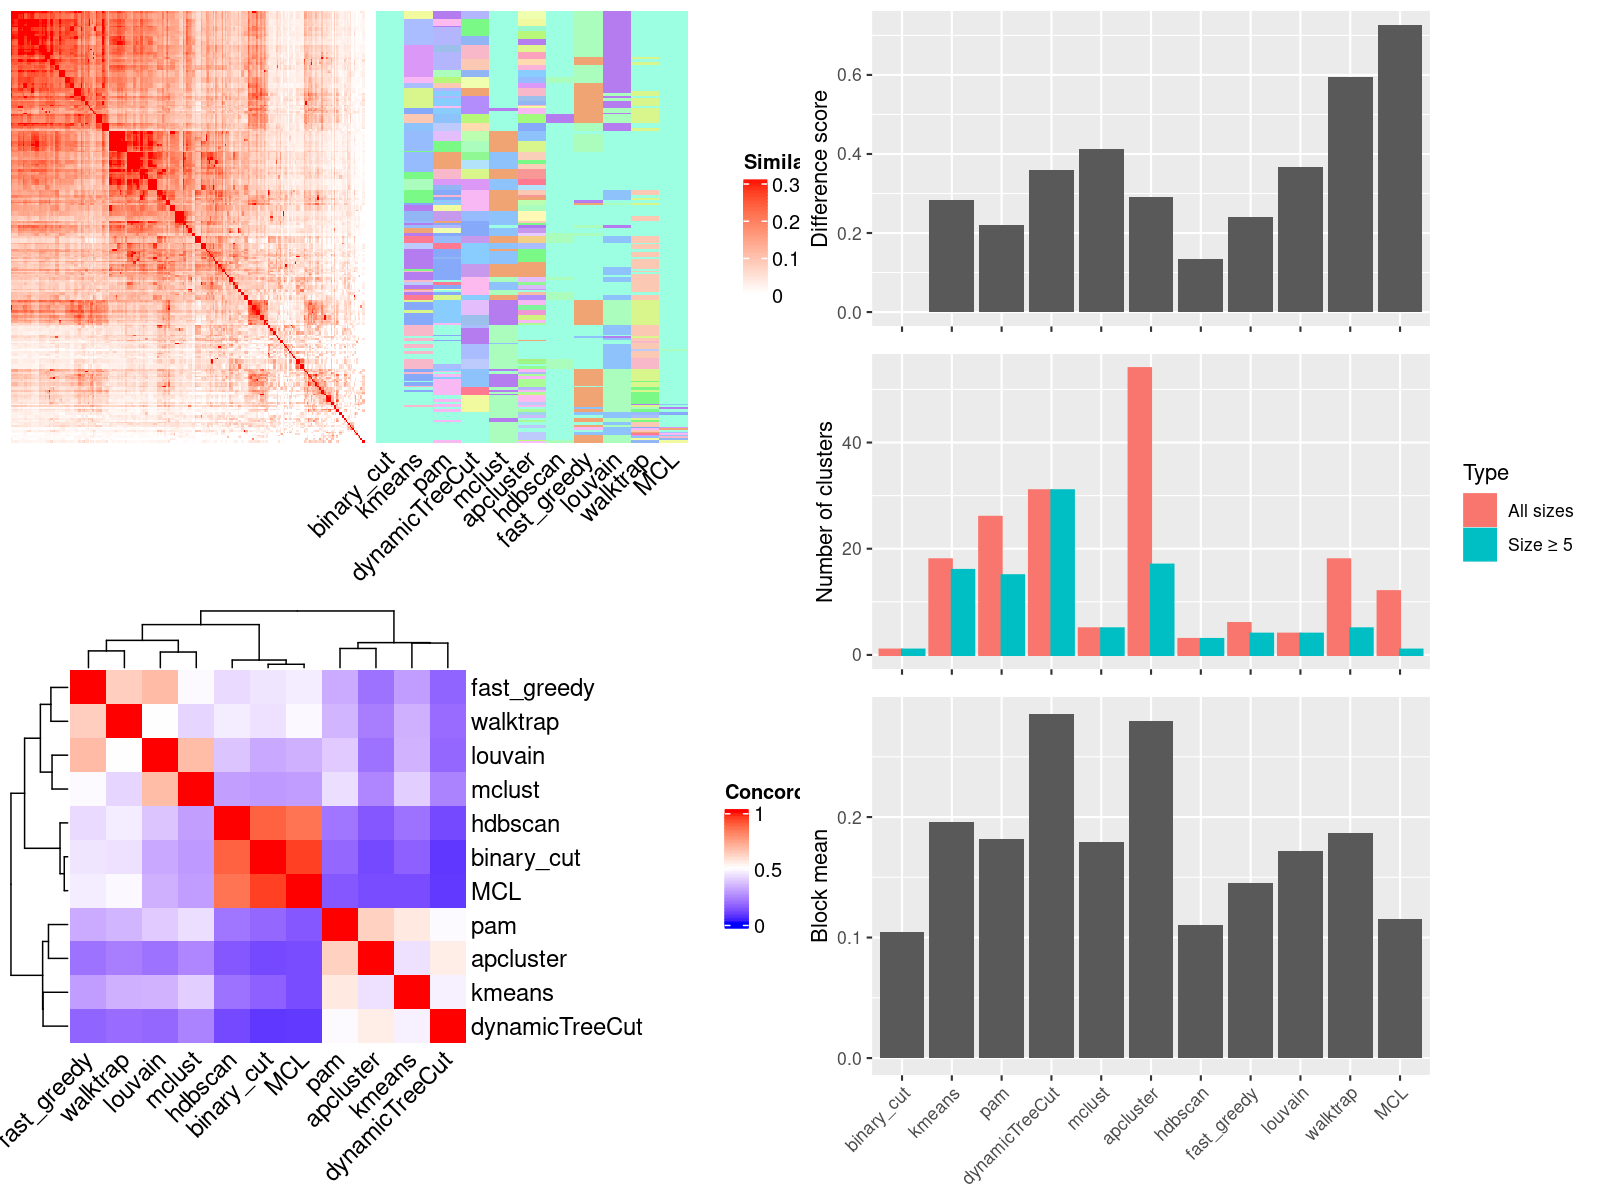 Simila
0.3
0.2
0.1
0
binary_cut
kmeans
pam
dynamicTreeCut
mclust
apcluster
hdbscan
fast_greedy
louvain
walktrap
MCL
fast_greedy
walktrap
louvain
mclust
hdbscan
binary_cut
MCL
pam
apcluster
kmeans
dynamicTreeCut
fast_greedy
walktrap
louvain
mclust
hdbscan
binary_cut
MCL
pam
apcluster
kmeans
dynamicTreeCut
Concord
1
0.5
0
Difference score
0.6
0.4
0.2
0.0
Number of clusters
40
20
0
Type
All sizes
Size ≥ 5
Block mean
0.2
0.1
0.0
binary_cut
kmeans
pam
dynamicTreeCut
mclust
apcluster
hdbscan
fast_greedy
louvain
walktrap
MCL